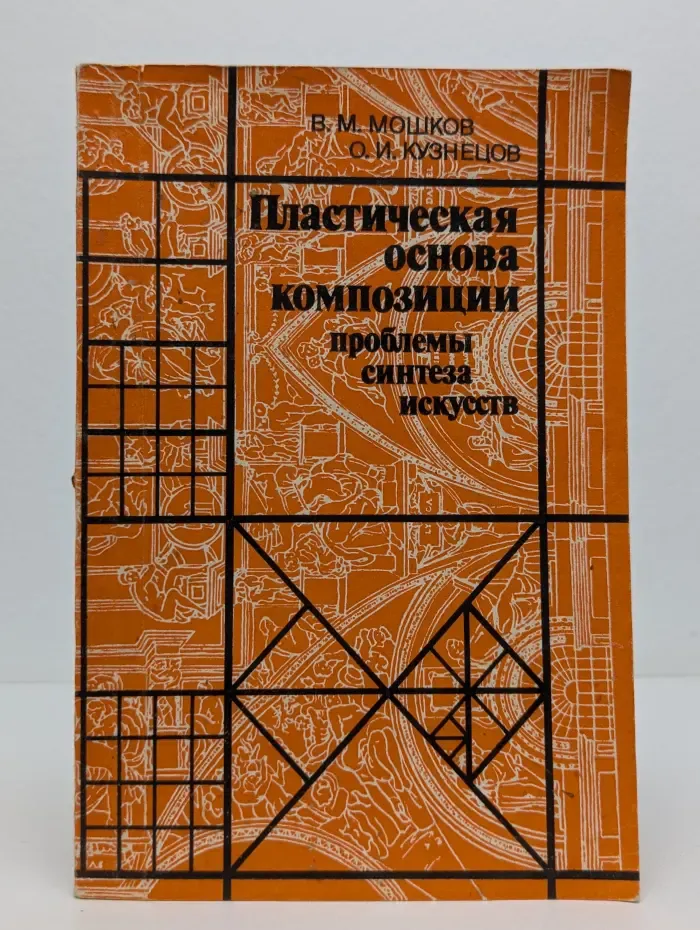 В. М. МОШКОВ
О. И. КУЗНЕЦОВ
Пластическая
основа
композиции
проблемы
синтеза
искусств